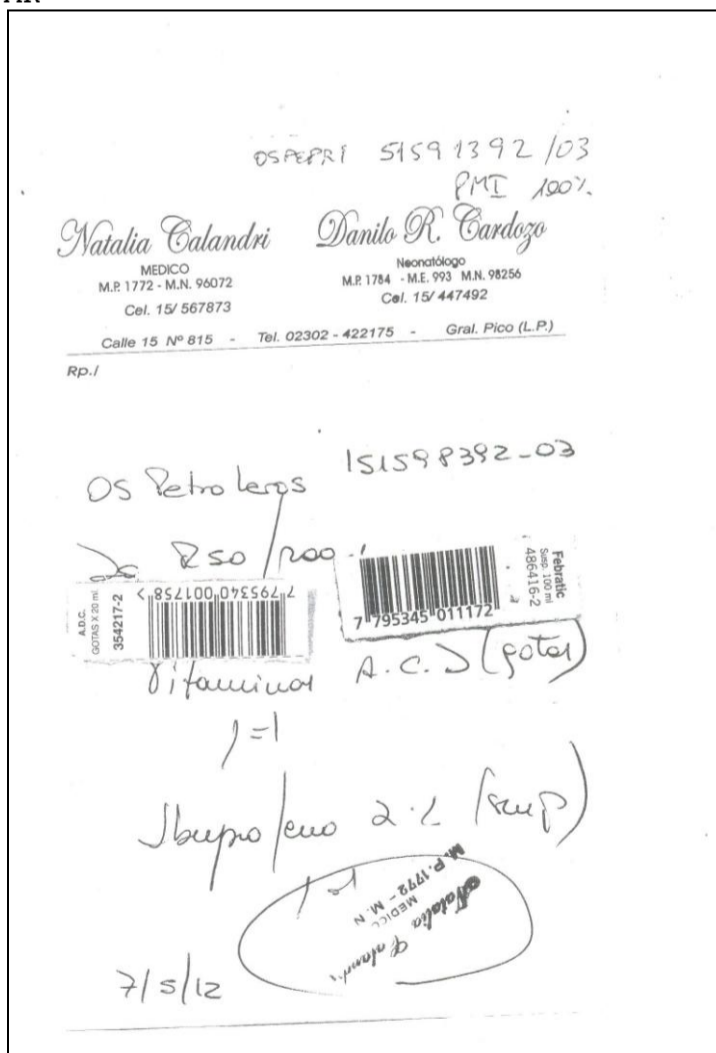 OSPEPRI 51591392/03
PMI 100%
Natalia Calandri Danilo R. Cardozo
MEDICO Neonatólogo
M.P. 1772 - M.N. 96072 M.P. 1784 - M.E. 993 M.N. 98256
Cel. 15/ 567873 Cel. 15/ 447492
Calle 15 Nº 815 - Tel. 02302 - 422175 - Gral. Pico (L.P.)
Rp./
OS Petroleros 151598392-03
250/200
A.D.C.
GOTAS X 20 ml
354217-2
7 795340 001758 >
Febratic
Susp. 100 ml
486416-2
7 795345 011172
Vitaminas A.C.D (gotas)
1=1
Ibuprofeno 2% (susp)
Natalia Calandri
MEDICO
M.P. 1772 - M.N.
7/5/12